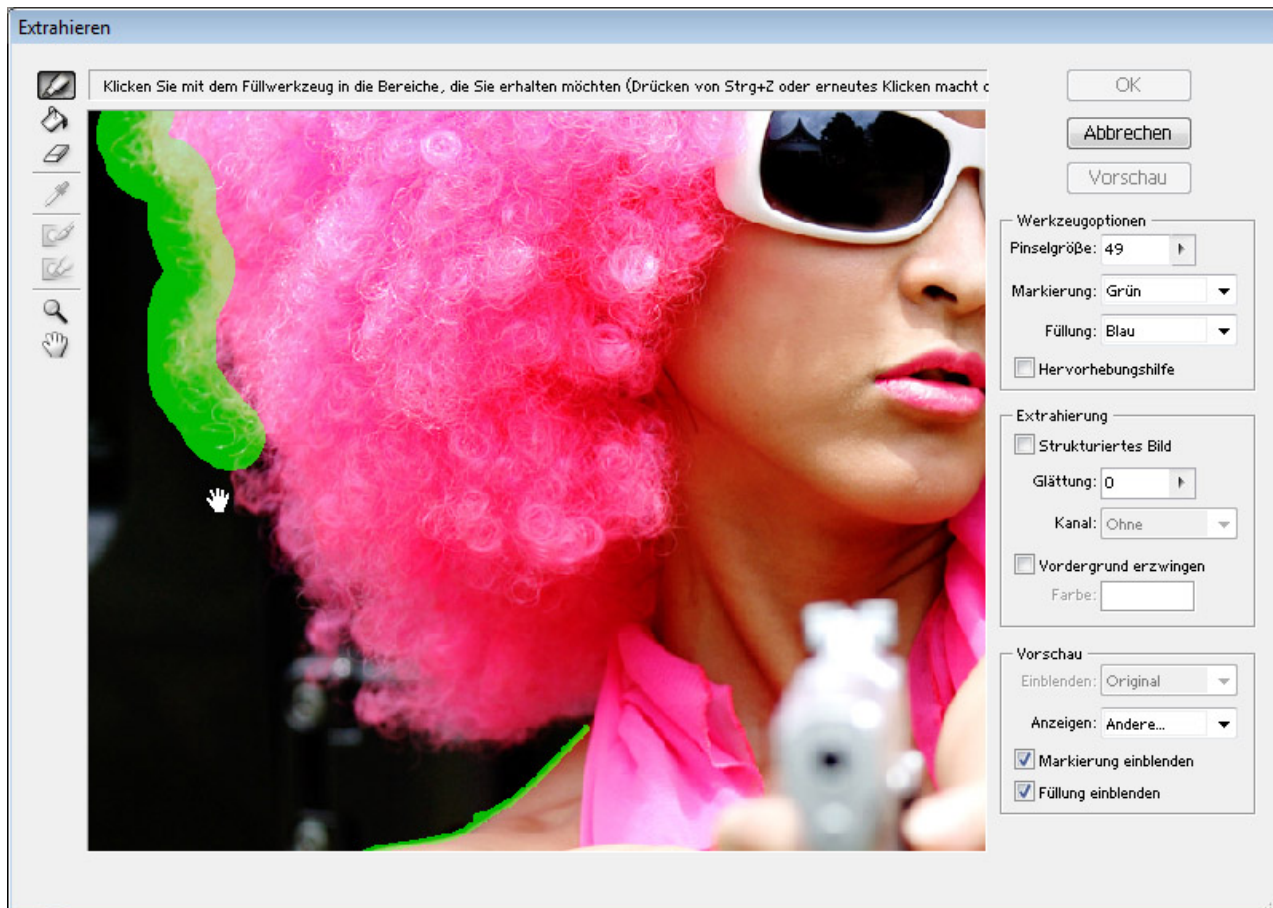 Extrahieren
Klicken Sie mit dem Füllwerkzeug in die Bereiche, die Sie erhalten möchten (Drücken von Strg+Z oder erneutes Klicken macht
OK
Abbrechen
Vorschau
Werkzeugoptionen
Pinselgröße: 49
Markierung: Grün
Füllung: Blau
Hervorhebungshilfe
Extrahierung
Strukturiertes Bild
Glättung: 0
Kanal: Ohne
Vordergrund erzwingen
Farbe:
Vorschau
Einblenden: Original
Anzeigen: Andere...
Markierung einblenden
Füllung einblenden